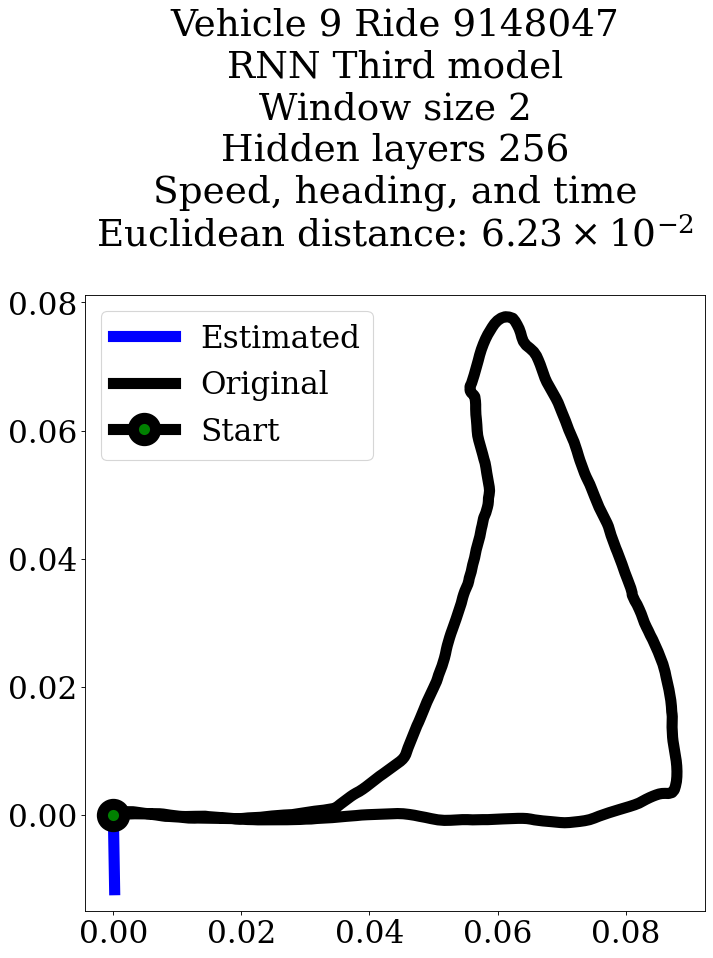 Vehicle 9 Ride 9148047
RNN Third model
Window size 2
Hidden layers 256
Speed, heading, and time
Euclidean distance: 6.23 × 10⁻²
0.08
Estimated
Original
0.06
Start
0.04
0.02
0.00
0.00 0.02 0.04 0.06 0.08